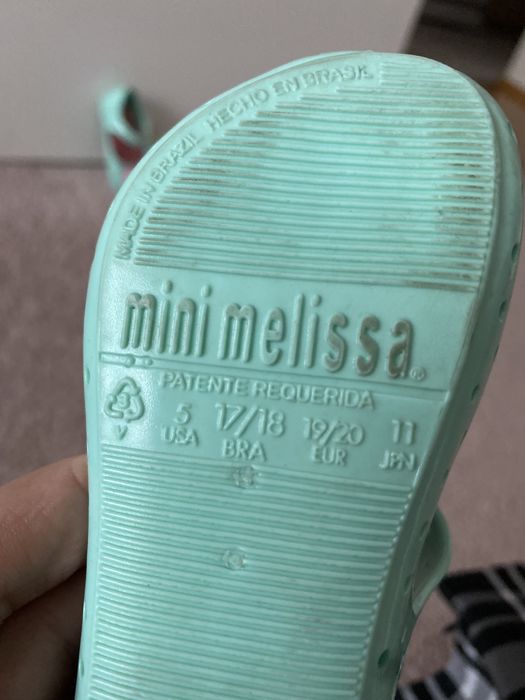 MADE IN BRAZIL HECHO EN BRASIL
mini melissa®
PATENTE REQUERIDA
3 5 17/18 19/20 11
V USA BRA EUR JPN